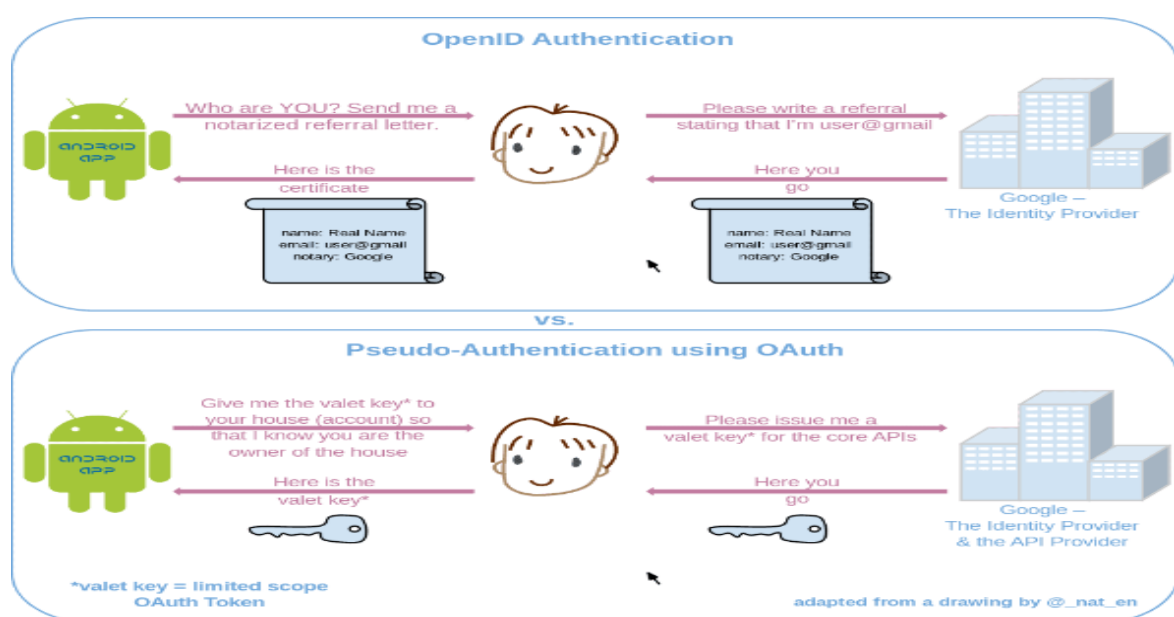 OpenID Authentication
Who are YOU? Send me a
notarized referral letter.
Please write a referral
stating that I'm user@gmail
ANDROID
APP
Here is the
certificate
Here you
go
name: Real Name
email: user@gmail
notary: Google
name: Real Name
email: user@gmail
notary: Google
Google –
The Identity Provider
vs.
Pseudo-Authentication using OAuth
Give me the valet key* to
your house (account) so
that I know you are the
owner of the house
Please issue me a
valet key* for the core APIs
ANDROID
APP
Here is the
valet key*
Here you
go
Google –
The Identity Provider
& the API Provider
*valet key = limited scope
OAuth Token
adapted from a drawing by @_nat_en